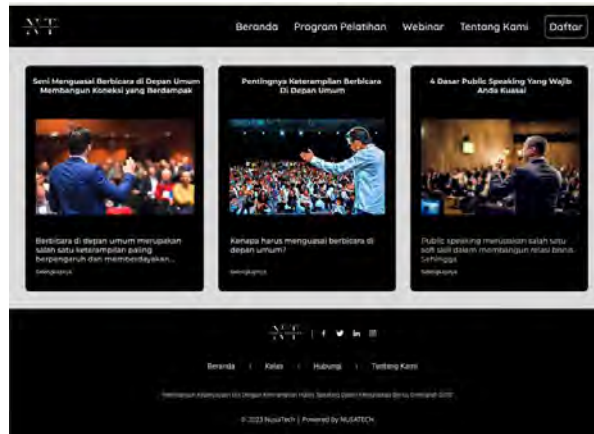 NT
Beranda Program Pelatihan Webinar Tentang Kami Daftar
Seni Menguasai Berbicara di Depan Umum
Membangun Koneksi yang Berdampak
Berbicara di depan umum merupakan
salah satu keterampilan paling
berpengaruh dan memberdayakan...
Selengkapnya
Pentingnya Keterampilan Berbicara
Di Depan Umum
Kenapa harus menguasai berbicara di
depan umum?
Selengkapnya
4 Dasar Public Speaking Yang Wajib
Anda Kuasai
Public speaking merupakan salah satu
soft skill dalam membangun relasi bisnis.
Sehingga
Selengkapnya
NT | f in
Beranda | Kelas | Hubungi | Tentang Kami
© 2023 NusaTech | Powered by NUSATECH